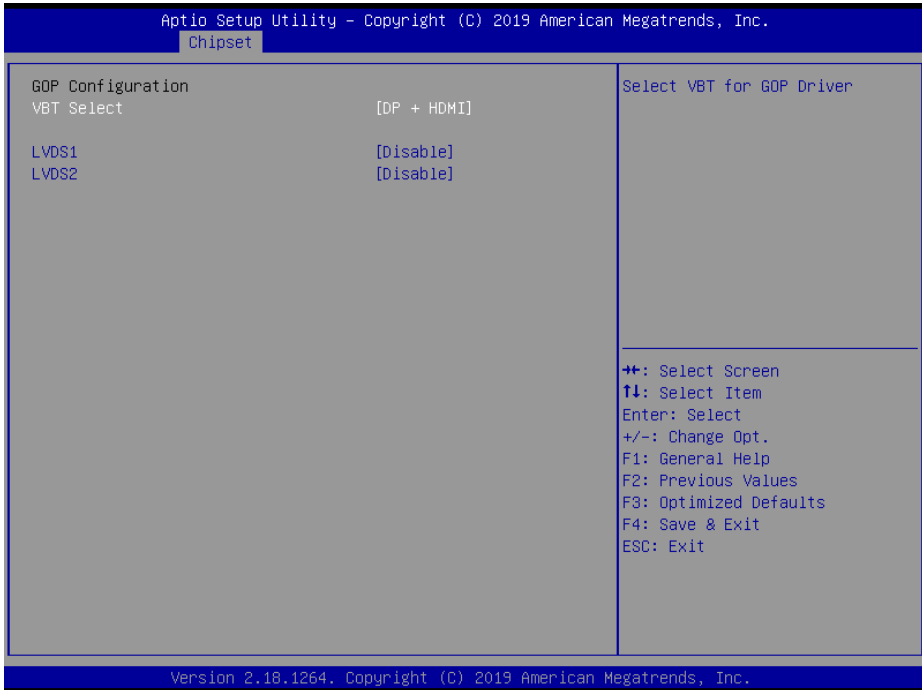 Aptio Setup Utility – Copyright (C) 2019 American Megatrends, Inc.
Chipset
GOP Configuration
VBT Select [DP + HDMI]
LVDS1 [Disable]
LVDS2 [Disable]
Select VBT for GOP Driver
→←: Select Screen
↑↓: Select Item
Enter: Select
+/-: Change Opt.
F1: General Help
F2: Previous Values
F3: Optimized Defaults
F4: Save & Exit
ESC: Exit
Version 2.18.1264. Copyright (C) 2019 American Megatrends, Inc.